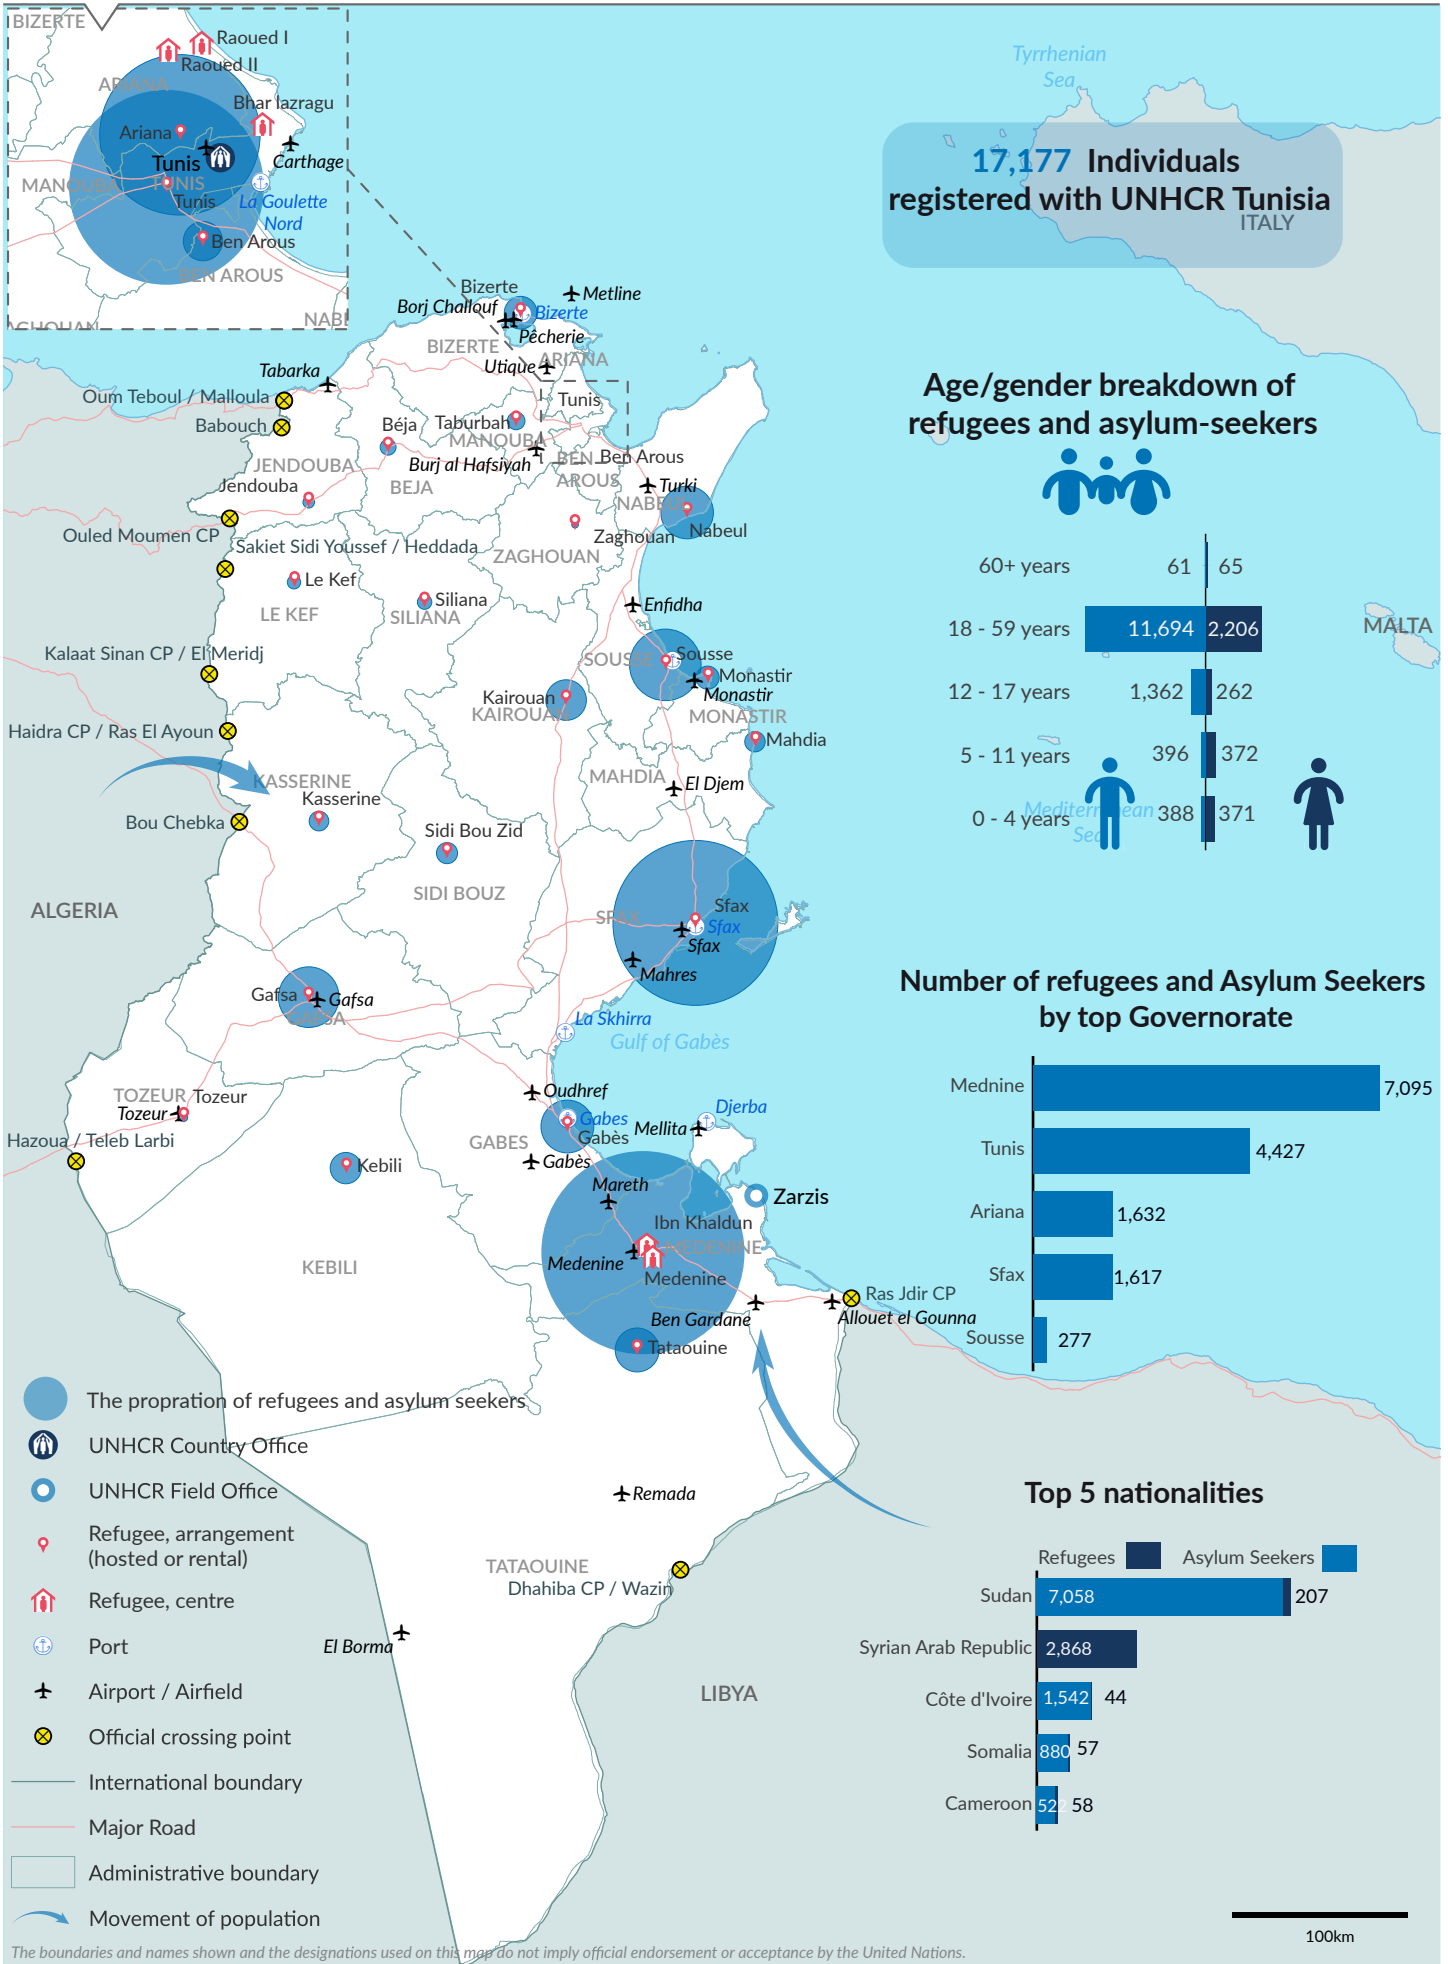 BIZERTE
Raoued I
Raoued II
ARIANA
Bhar lazragu
Ariana
Tunis
Carthage
MANOUBA
TUNIS
Tunis
La Goulette
Nord
Ben Arous
BEN AROUS
NABE
AGHOUAN
Tyrrhenian
Sea
17,177 Individuals
registered with UNHCR Tunisia
ITALY
Bizerte
Metline
Borj Challouf
Bizerte
Pêcherie
BIZERTE
ARIANA
Utique
Tabarka
Oum Teboul / Malloula
Babouch
Tunis
Béja
Taburbah
MANOUBA
Ben Arous
BEN
AROUS
Burj al Hafsiyah
JENDOUBA
Jendouba
BEJA
Turki
NABEUL
Nabeul
Ouled Moumen CP
Zaghouan
ZAGHOUAN
Sakiet Sidi Youssef / Heddada
Le Kef
LE KEF
Siliana
SILIANA
Enfidha
Kalaat Sinan CP / El Meridj
SOUSSE
Sousse
Monastir
Monastir
MONASTIR
Kairouan
KAIROUAN
Haidra CP / Ras El Ayoun
Mahdia
MAHDIA
KASSERINE
Kasserine
El Djem
Bou Chebka
Sidi Bou Zid
SIDI BOUZ
ALGERIA
SFAX
Sfax
Sfax
Sfax
Mahres
Gafsa
Gafsa
GAFSA
La Skhirra
Gulf of Gabès
TOZEUR
Tozeur
Tozeur
Oudhref
Gabes
Gabès
GABES
Gabès
Djerba
Mellita
Hazoua / Teleb Larbi
Kebili
Mareth
Zarzis
Ibn Khaldun
MEDENINE
Medenine
Medenine
KEBILI
Ras Jdir CP
Allouet el Gounna
Ben Gardane
Tataouine
Remada
TATAOUINE
Dhahiba CP / Wazin
El Borma
LIBYA
MALTA
Mediterranean
Sea
Age/gender breakdown of
refugees and asylum-seekers
60+ years 61 65
18 - 59 years 11,694 2,206
12 - 17 years 1,362 262
5 - 11 years 396 372
0 - 4 years 388 371
Number of refugees and Asylum Seekers
by top Governorate
Mednine 7,095
Tunis 4,427
Ariana 1,632
Sfax 1,617
Sousse 277
Top 5 nationalities
Refugees Asylum Seekers
Sudan 7,058 207
Syrian Arab Republic 2,868
Côte d'Ivoire 1,542 44
Somalia 880 57
Cameroon 522 58
The propration of refugees and asylum seekers
UNHCR Country Office
UNHCR Field Office
Refugee, arrangement
(hosted or rental)
Refugee, centre
Port
Airport / Airfield
Official crossing point
International boundary
Major Road
Administrative boundary
Movement of population
100km
The boundaries and names shown and the designations used on this map do not imply official endorsement or acceptance by the United Nations.